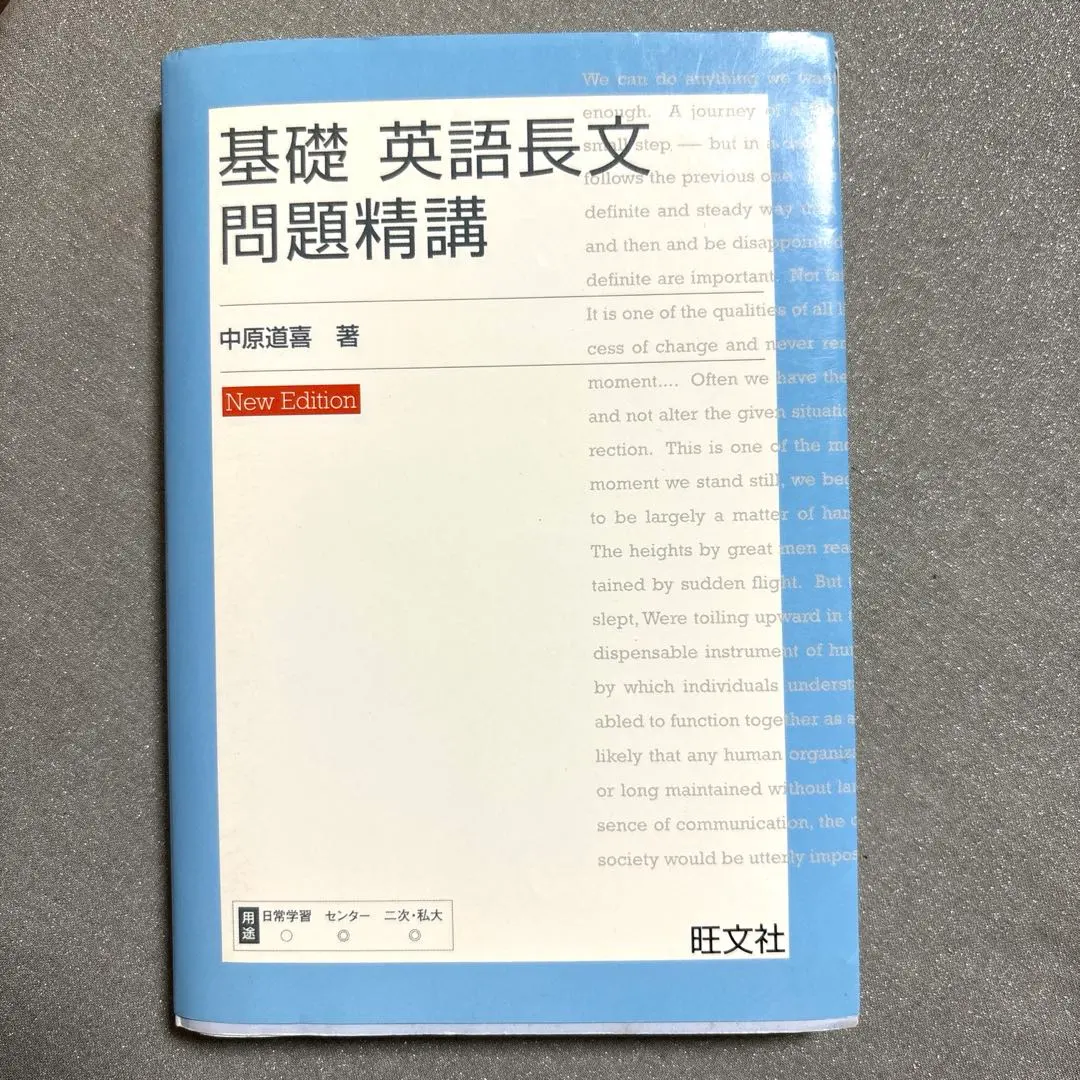 基礎 英語長文
問題精講
中原道喜 著
New Edition
We can do anything we want
enough. A journey of a
small step — but in a
follows the previous one.
definite and steady way
and then and be disappointed
definite are important. Not
It is one of the qualities of all
cess of change and never
moment.... Often we have the
and not alter the given situatio
rection. This is one of the
moment we stand still, we
to be largely a matter of
The heights by great men
tained by sudden flight. But
slept, Were toiling upward in
dispensable instrument of
by which individuals underst
abled to function together as
likely that any human organiz
or long maintained without
sence of communication, the
society would be utterly impos
用途
日常学習 センター 二次・私大
○ ◎ ◎
旺文社